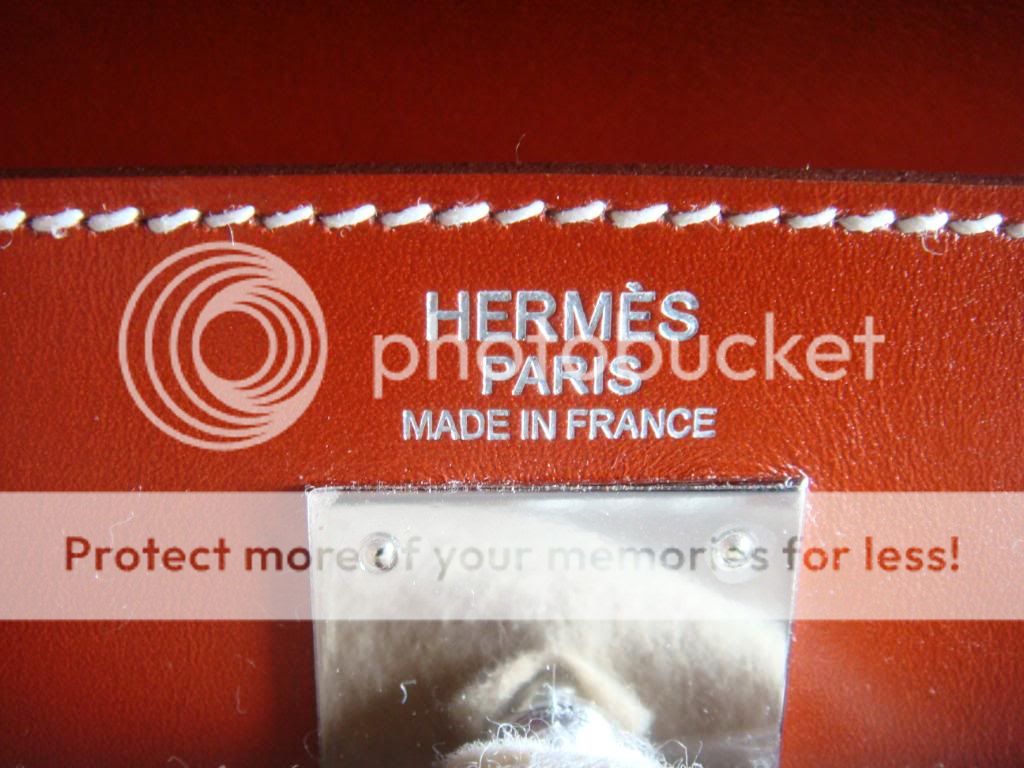 HERMÈS
photobucket
PARIS
MADE IN FRANCE
Protect more of your memories for less!